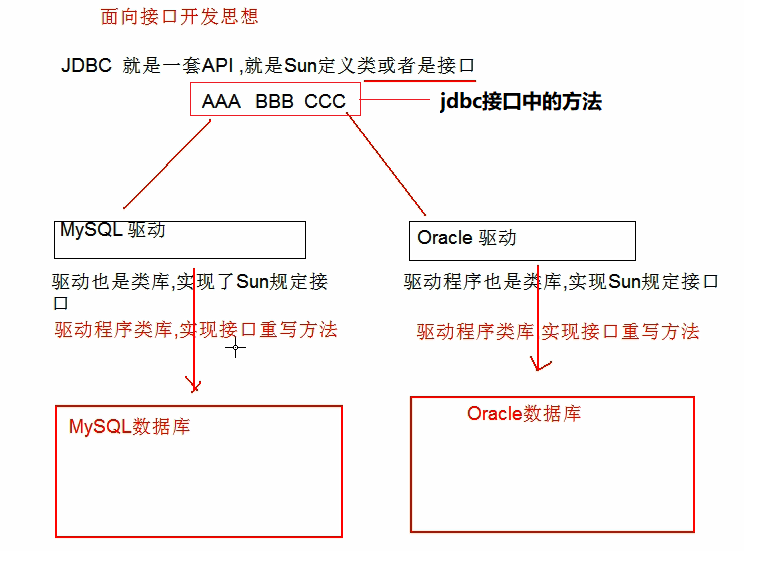 面向接口开发思想
JDBC 就是一套API ,就是Sun定义类或者是接口
AAA BBB CCC
jdbc接口中的方法
MySQL 驱动
Oracle 驱动
驱动也是类库,实现了Sun规定接
口
驱动程序也是类库,实现Sun规定接口
驱动程序类库,实现接口重写方法
驱动程序类库,实现接口重写方法
MySQL数据库
Oracle数据库